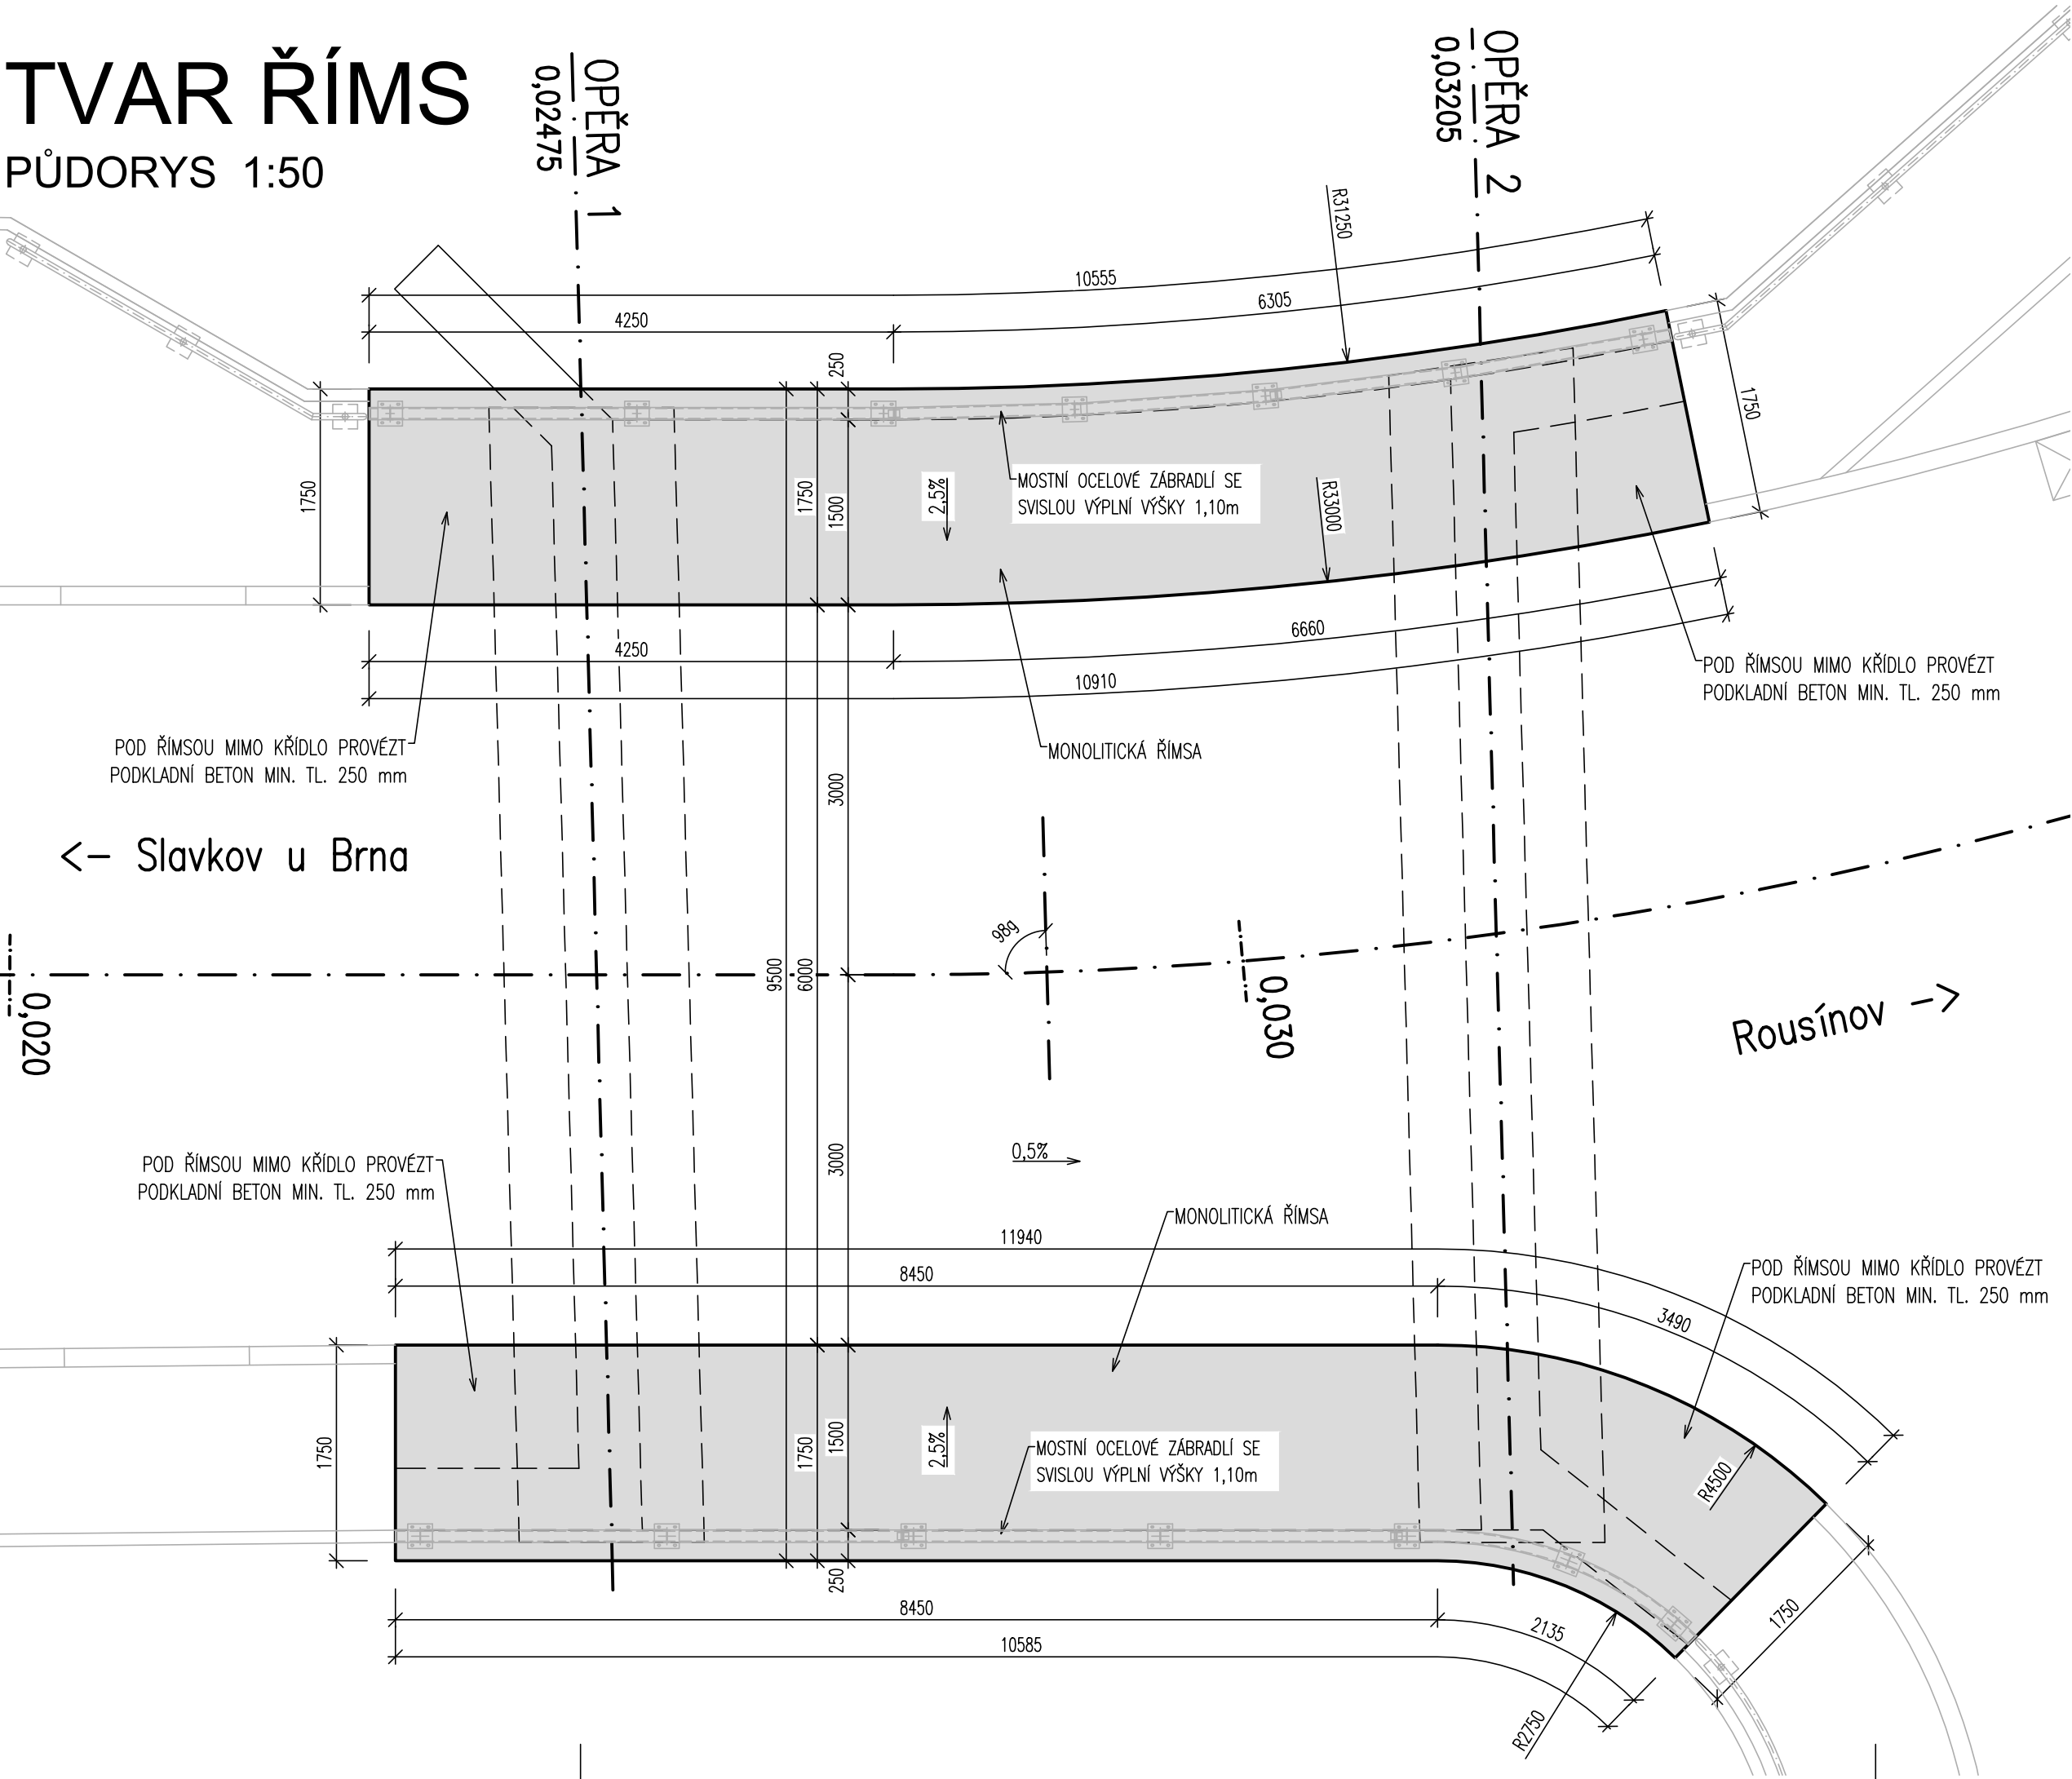 TVAR ŘÍMS
PŮDORYS 1:50
OPĚRA 1
0,02475
OPĚRA 2
0,03205
R31250
10555
6305
4250
250
1750
1750
1500
2,5%
MOSTNÍ OCELOVÉ ZÁBRADLÍ SE
SVISLOU VÝPLNÍ VÝŠKY 1,10m
R33000
1750
4250
6660
10910
POD ŘÍMSOU MIMO KŘÍDLO PROVÉZT
PODKLADNÍ BETON MIN. TL. 250 mm
POD ŘÍMSOU MIMO KŘÍDLO PROVÉZT
PODKLADNÍ BETON MIN. TL. 250 mm
MONOLITICKÁ ŘÍMSA
3000
<- Slavkov u Brna
98g
9500
6000
0,020
0,030
Rousínov ->
3000
0,5%
POD ŘÍMSOU MIMO KŘÍDLO PROVÉZT
PODKLADNÍ BETON MIN. TL. 250 mm
MONOLITICKÁ ŘÍMSA
11940
8450
POD ŘÍMSOU MIMO KŘÍDLO PROVÉZT
PODKLADNÍ BETON MIN. TL. 250 mm
3490
1750
1750
1500
2,5%
MOSTNÍ OCELOVÉ ZÁBRADLÍ SE
SVISLOU VÝPLNÍ VÝŠKY 1,10m
R4500
250
8450
10585
2135
1750
R2750